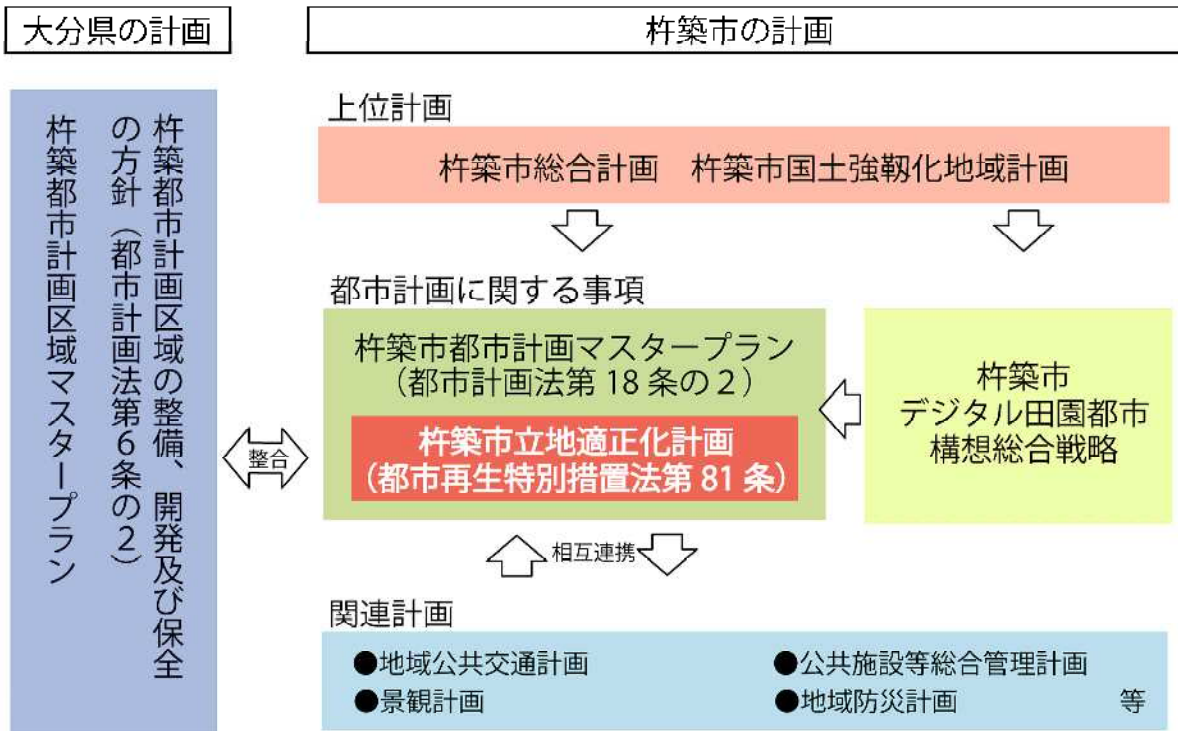 大分県の計画
杵築市の計画
杵築都市計画区域の整備、開発及び保全
の方針（都市計画法第6条の2）
杵築都市計画区域マスタープラン
上位計画
杵築市総合計画　杵築市国土強靱化地域計画
都市計画に関する事項
杵築市都市計画マスタープラン
（都市計画法第 18 条の２）
杵築市立地適正化計画
（都市再生特別措置法第 81 条）
杵築市
デジタル田園都市
構想総合戦略
整合
相互連携
関連計画
●地域公共交通計画
●公共施設等総合管理計画
●景観計画
●地域防災計画　等